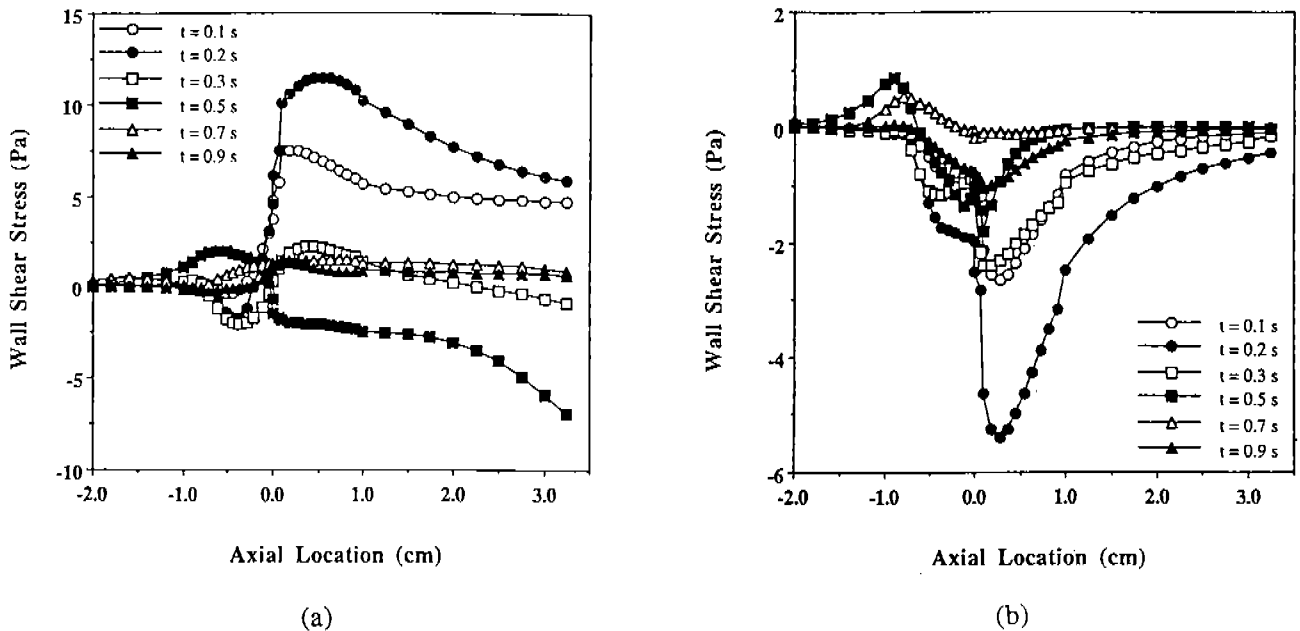 15
10
5
0
-5
-10
Wall Shear Stress (Pa)
t = 0.1 s
t = 0.2 s
t = 0.3 s
t = 0.5 s
t = 0.7 s
t = 0.9 s
-2.0 -1.0 0.0 1.0 2.0 3.0
Axial Location (cm)
(a)
2
0
-2
-4
-6
Wall Shear Stress (Pa)
t = 0.1 s
t = 0.2 s
t = 0.3 s
t = 0.5 s
t = 0.7 s
t = 0.9 s
-2.0 -1.0 0.0 1.0 2.0 3.0
Axial Location (cm)
(b)